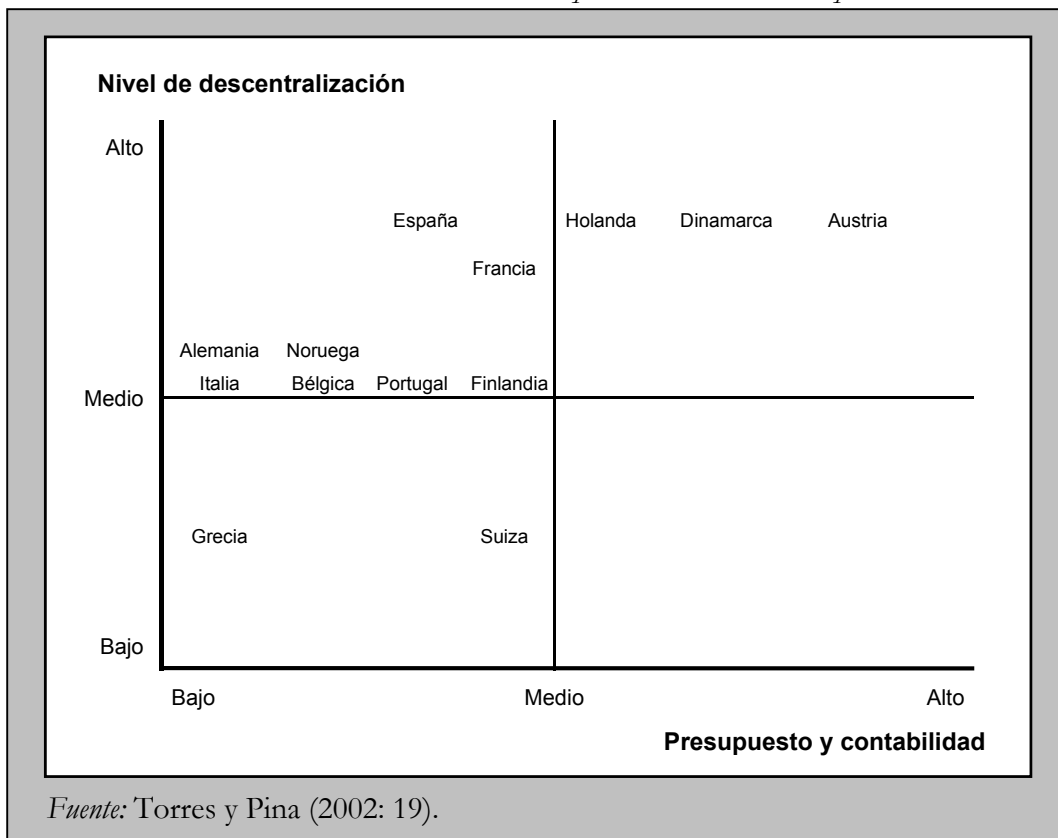 Nivel de descentralización
Alto
España Holanda Dinamarca Austria
Francia
Alemania Noruega
Italia Bélgica Portugal Finlandia
Medio
Grecia Suiza
Bajo
Bajo Medio Alto
Presupuesto y contabilidad
Fuente: Torres y Pina (2002: 19).